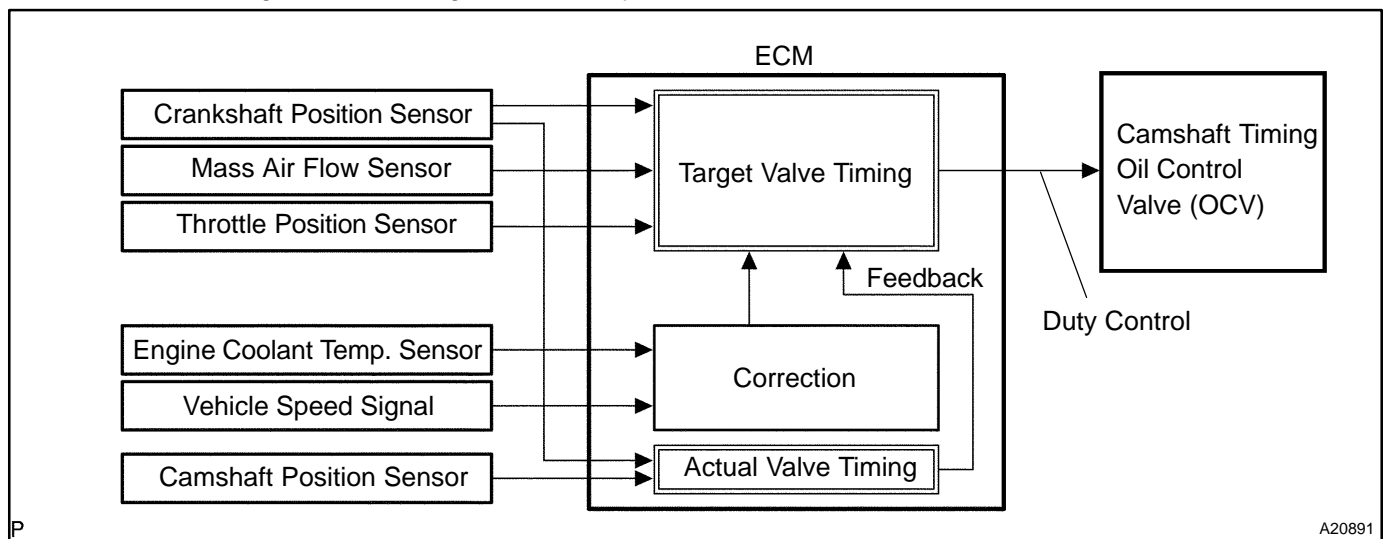 ECM
Crankshaft Position Sensor
Mass Air Flow Sensor
Throttle Position Sensor
Target Valve Timing
Camshaft Timing
Oil Control
Valve (OCV)
Feedback
Duty Control
Engine Coolant Temp. Sensor
Vehicle Speed Signal
Correction
Camshaft Position Sensor
Actual Valve Timing
P
A20891